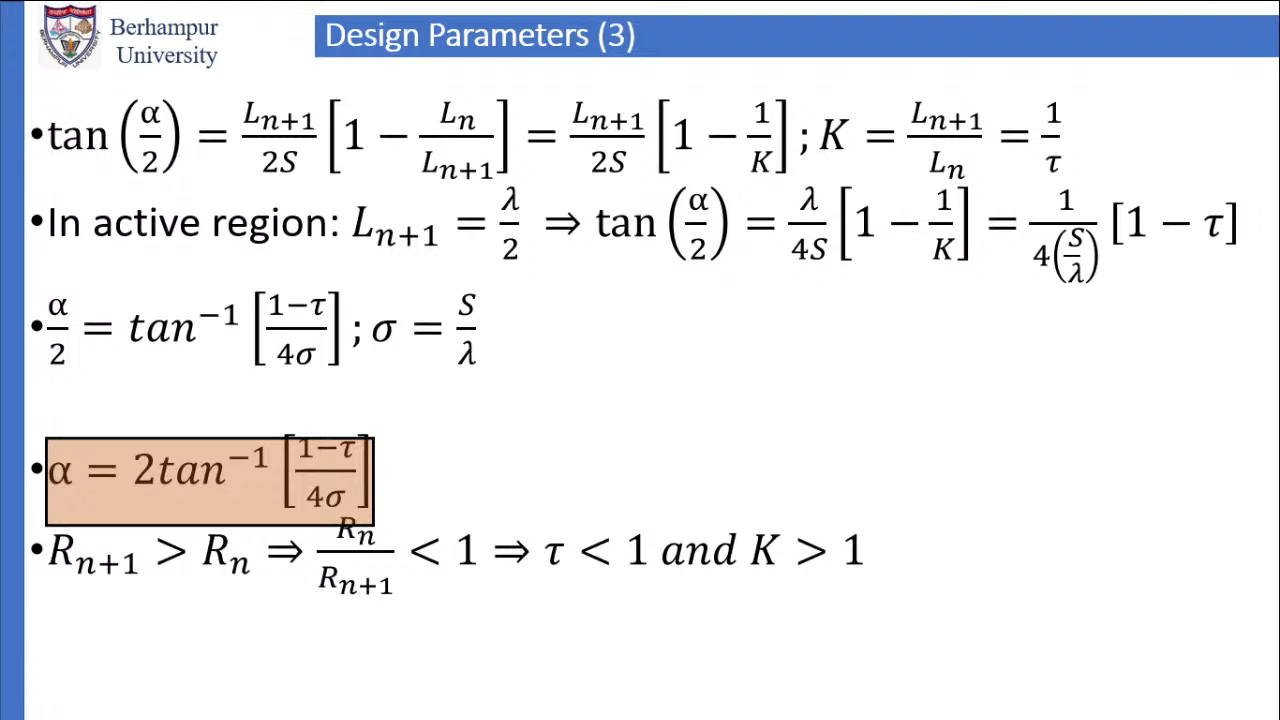 Berhampur
University
Design Parameters (3)
•tan(α/2) = L_{n+1}/2S [1 − L_n/L_{n+1}] = L_{n+1}/2S [1 − 1/K] ; K = L_{n+1}/L_n = 1/τ
•In active region: L_{n+1} = λ/2 ⇒ tan(α/2) = λ/4S [1 − 1/K] = 1/4(S/λ) [1 − τ]
•α/2 = tan⁻¹ [1−τ/4σ] ; σ = S/λ
•α = 2tan⁻¹ [1−τ/4σ]
•R_{n+1} > R_n ⇒ R_n/R_{n+1} < 1 ⇒ τ < 1 and K > 1